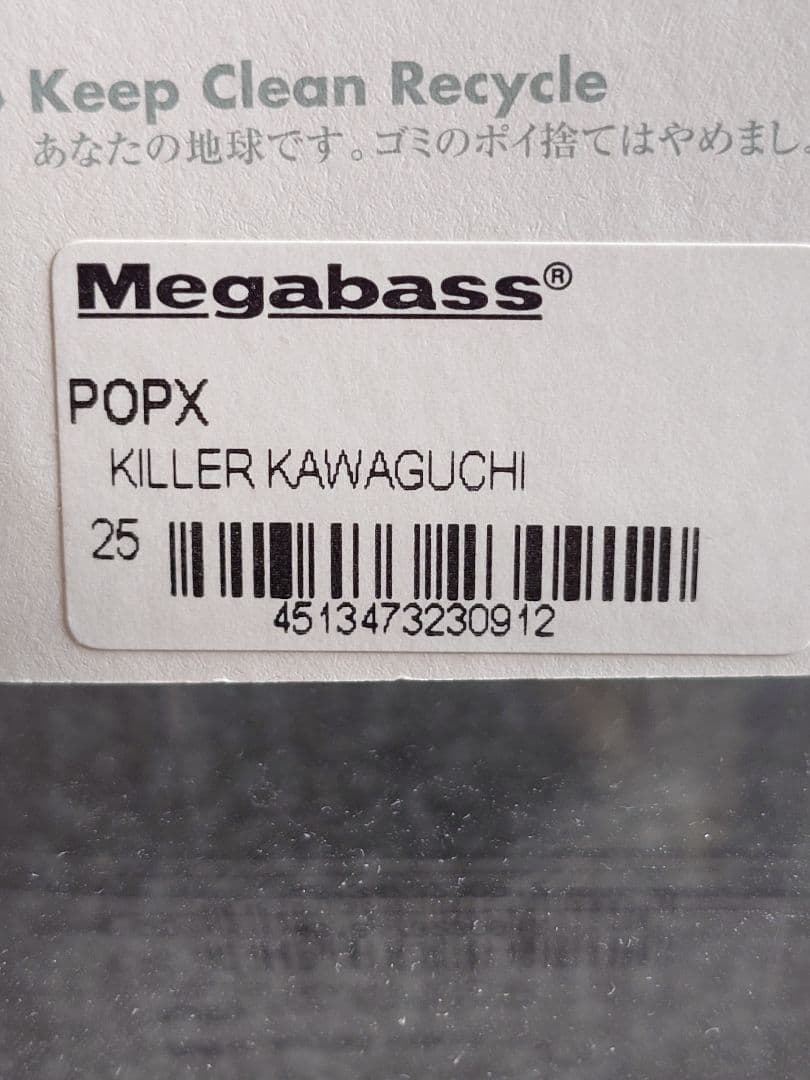 Keep Clean Recycle
あなたの地球です。ゴミのポイ捨てはやめまし
Megabass®
POPX
KILLER KAWAGUCHI
25
4513473230912